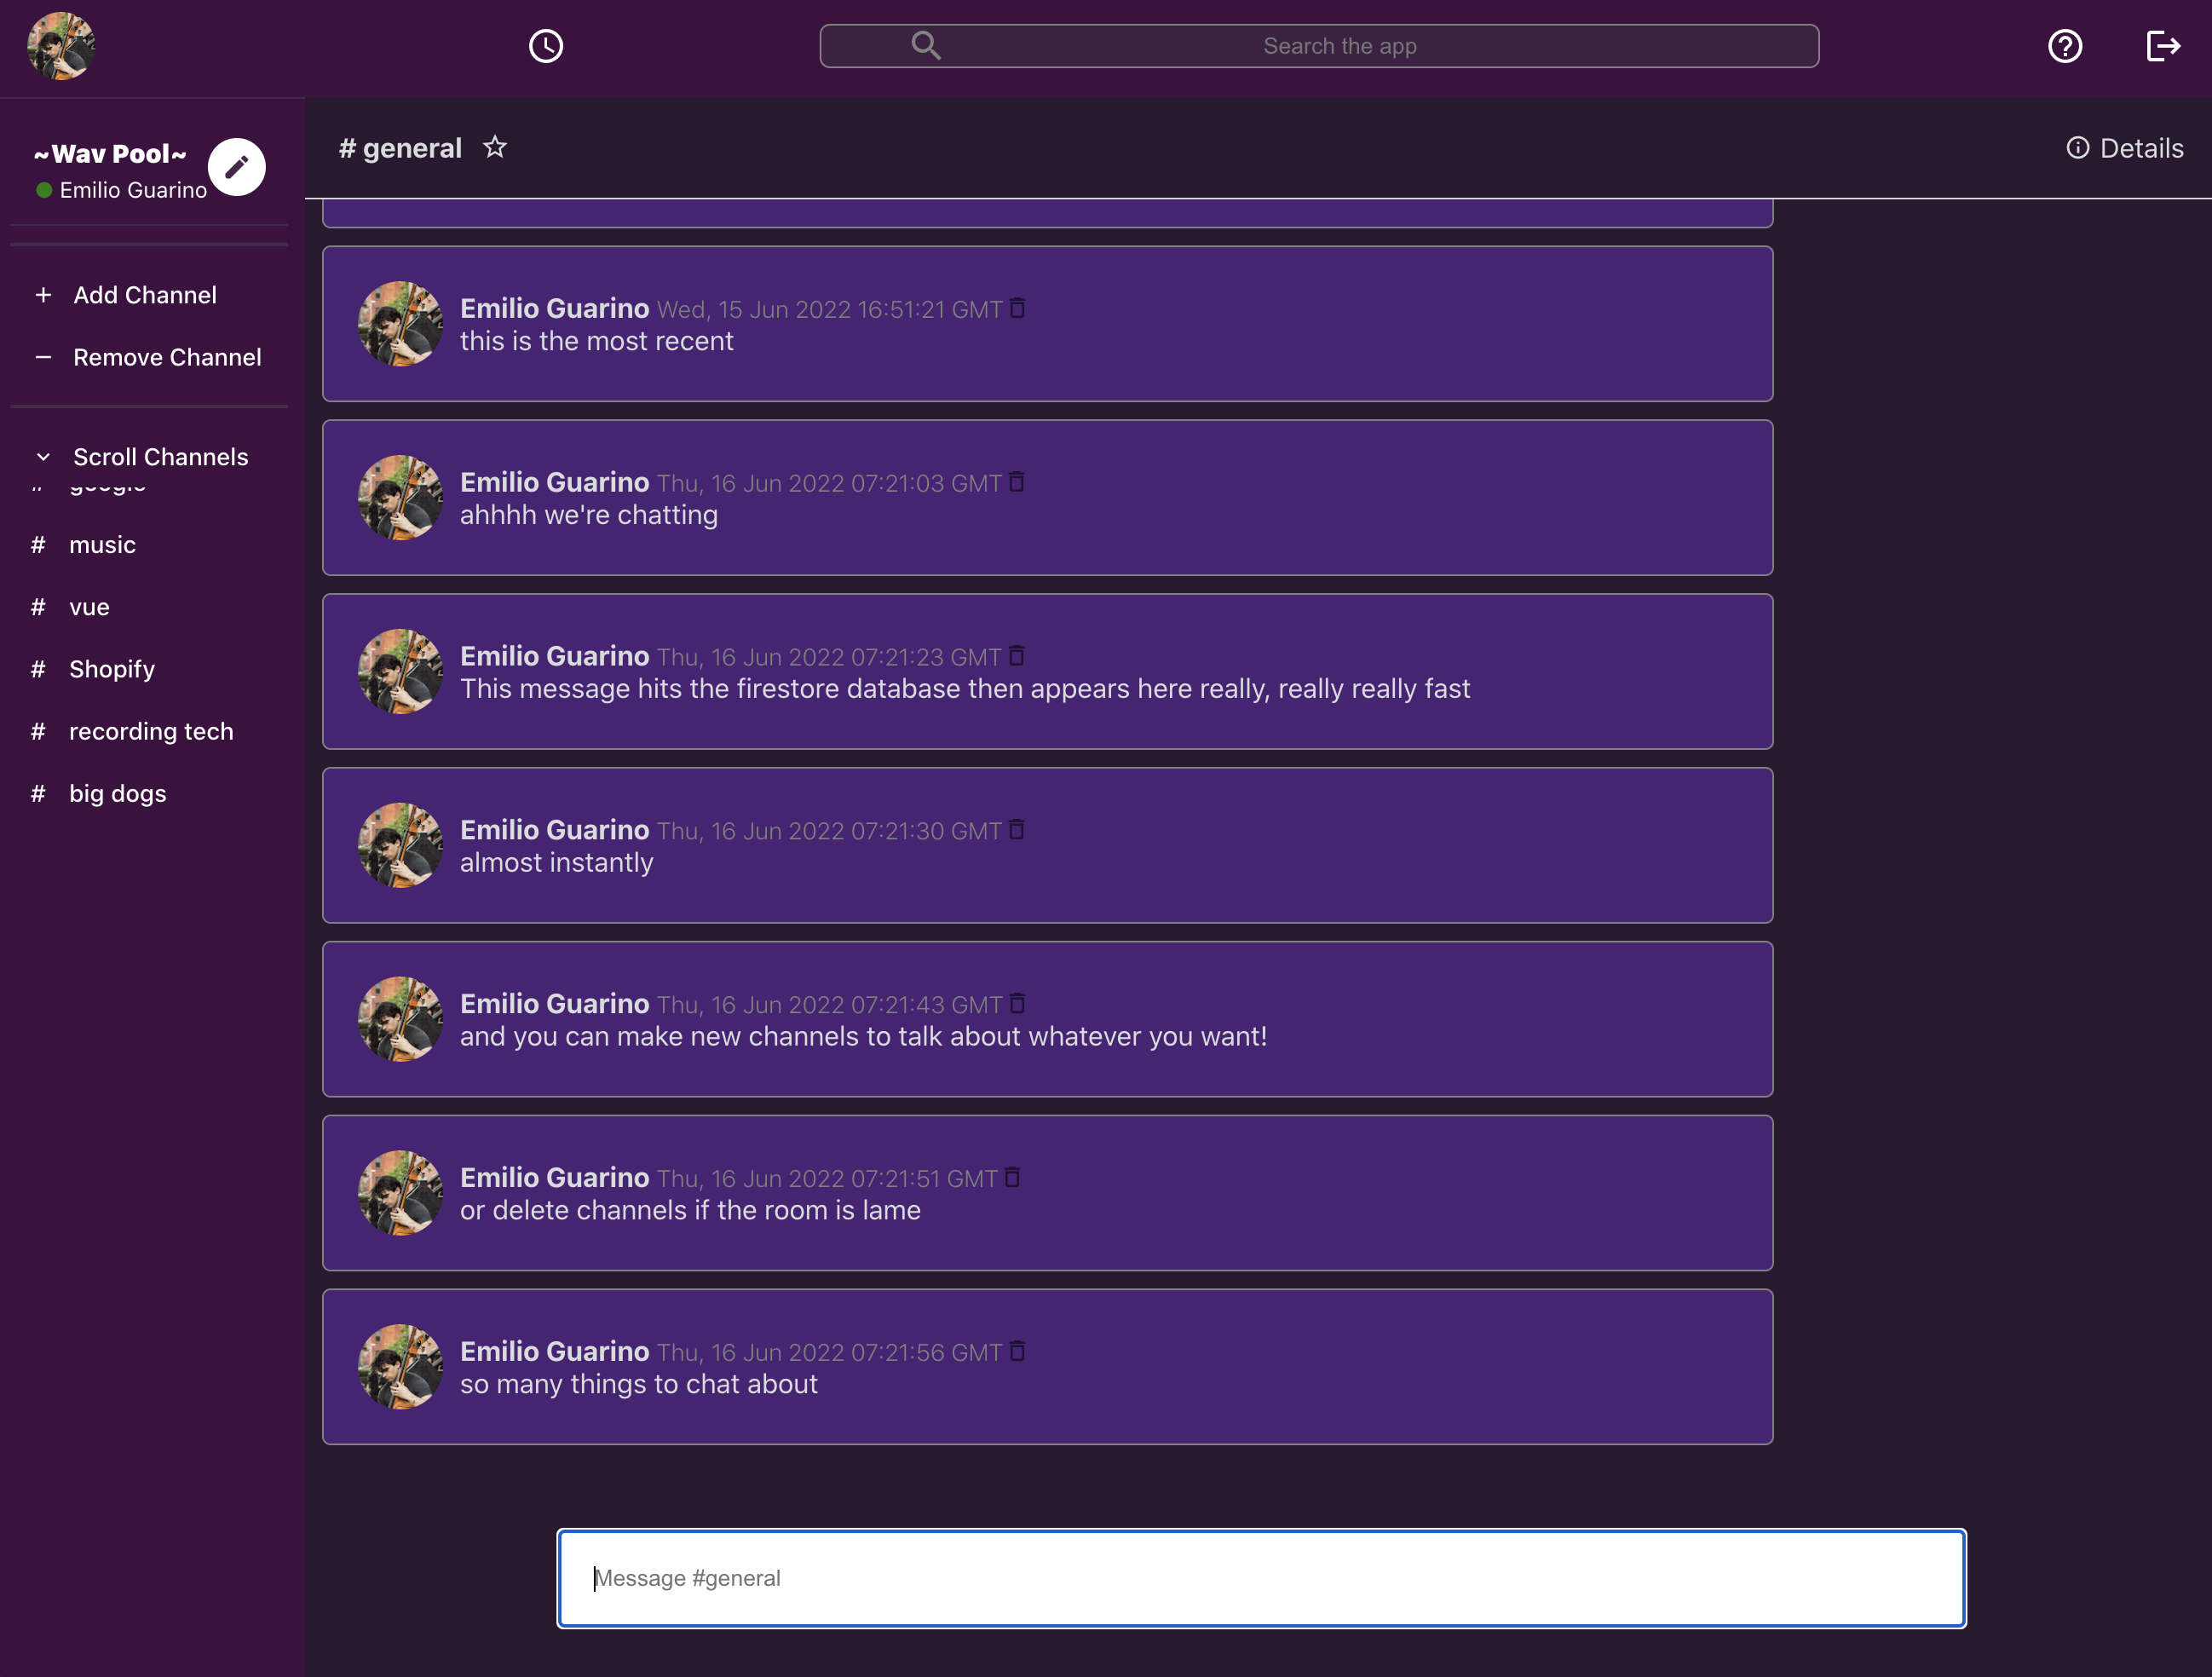 Search the app
~Wav Pool~
Emilio Guarino
+ Add Channel
− Remove Channel
Scroll Channels
# music
# vue
# Shopify
# recording tech
# big dogs
# general
Details
Emilio Guarino Wed, 15 Jun 2022 16:51:21 GMT
this is the most recent
Emilio Guarino Thu, 16 Jun 2022 07:21:03 GMT
ahhhh we're chatting
Emilio Guarino Thu, 16 Jun 2022 07:21:23 GMT
This message hits the firestore database then appears here really, really really fast
Emilio Guarino Thu, 16 Jun 2022 07:21:30 GMT
almost instantly
Emilio Guarino Thu, 16 Jun 2022 07:21:43 GMT
and you can make new channels to talk about whatever you want!
Emilio Guarino Thu, 16 Jun 2022 07:21:51 GMT
or delete channels if the room is lame
Emilio Guarino Thu, 16 Jun 2022 07:21:56 GMT
so many things to chat about
Message #general